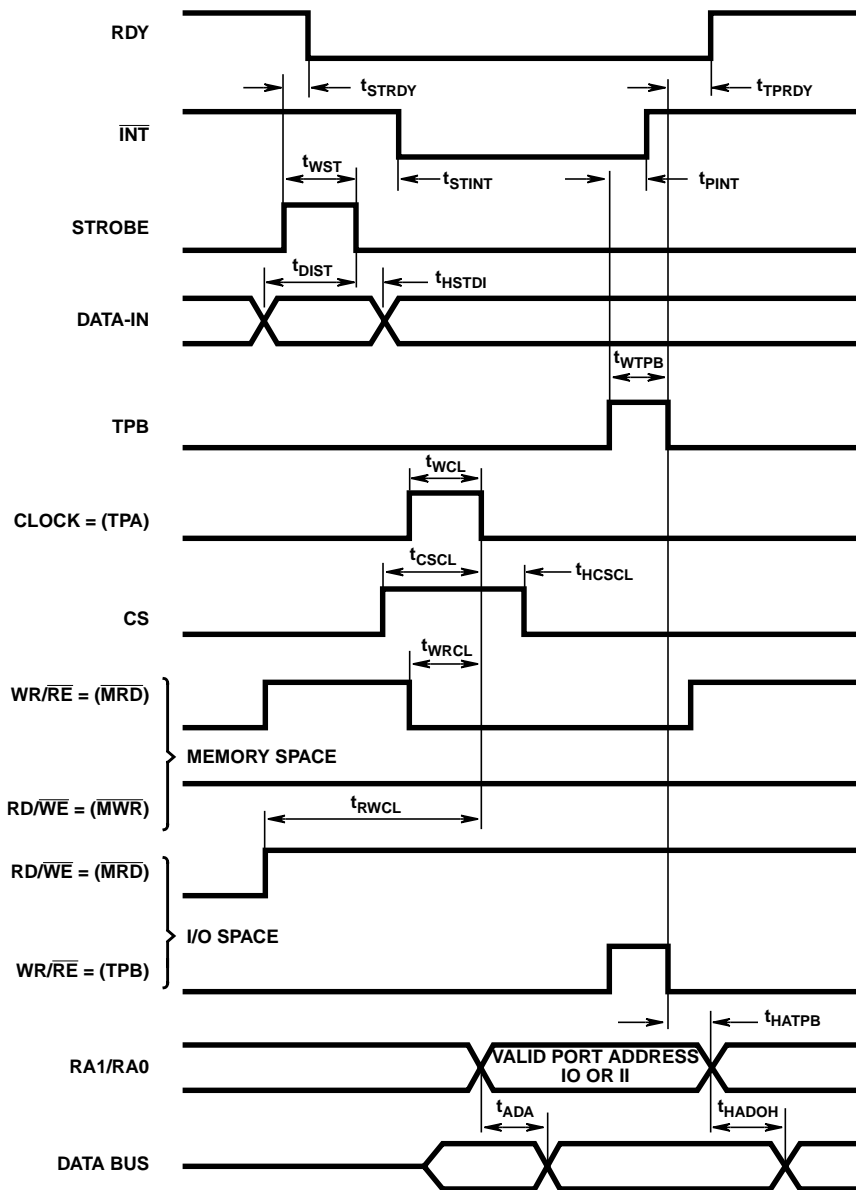 RDY
tSTRDY
tTPRDY
INT
tWST
tSTINT
tPINT
STROBE
tDIST
tHSTDI
DATA-IN
tWTPB
TPB
tWCL
CLOCK = (TPA)
tCSCL
tHCSCL
CS
tWRCL
WR/RE = (MRD)
MEMORY SPACE
RD/WE = (MWR)
tRWCL
RD/WE = (MRD)
I/O SPACE
WR/RE = (TPB)
tHATPB
RA1/RA0
VALID PORT ADDRESS
IO OR II
tADA
tHADOH
DATA BUS